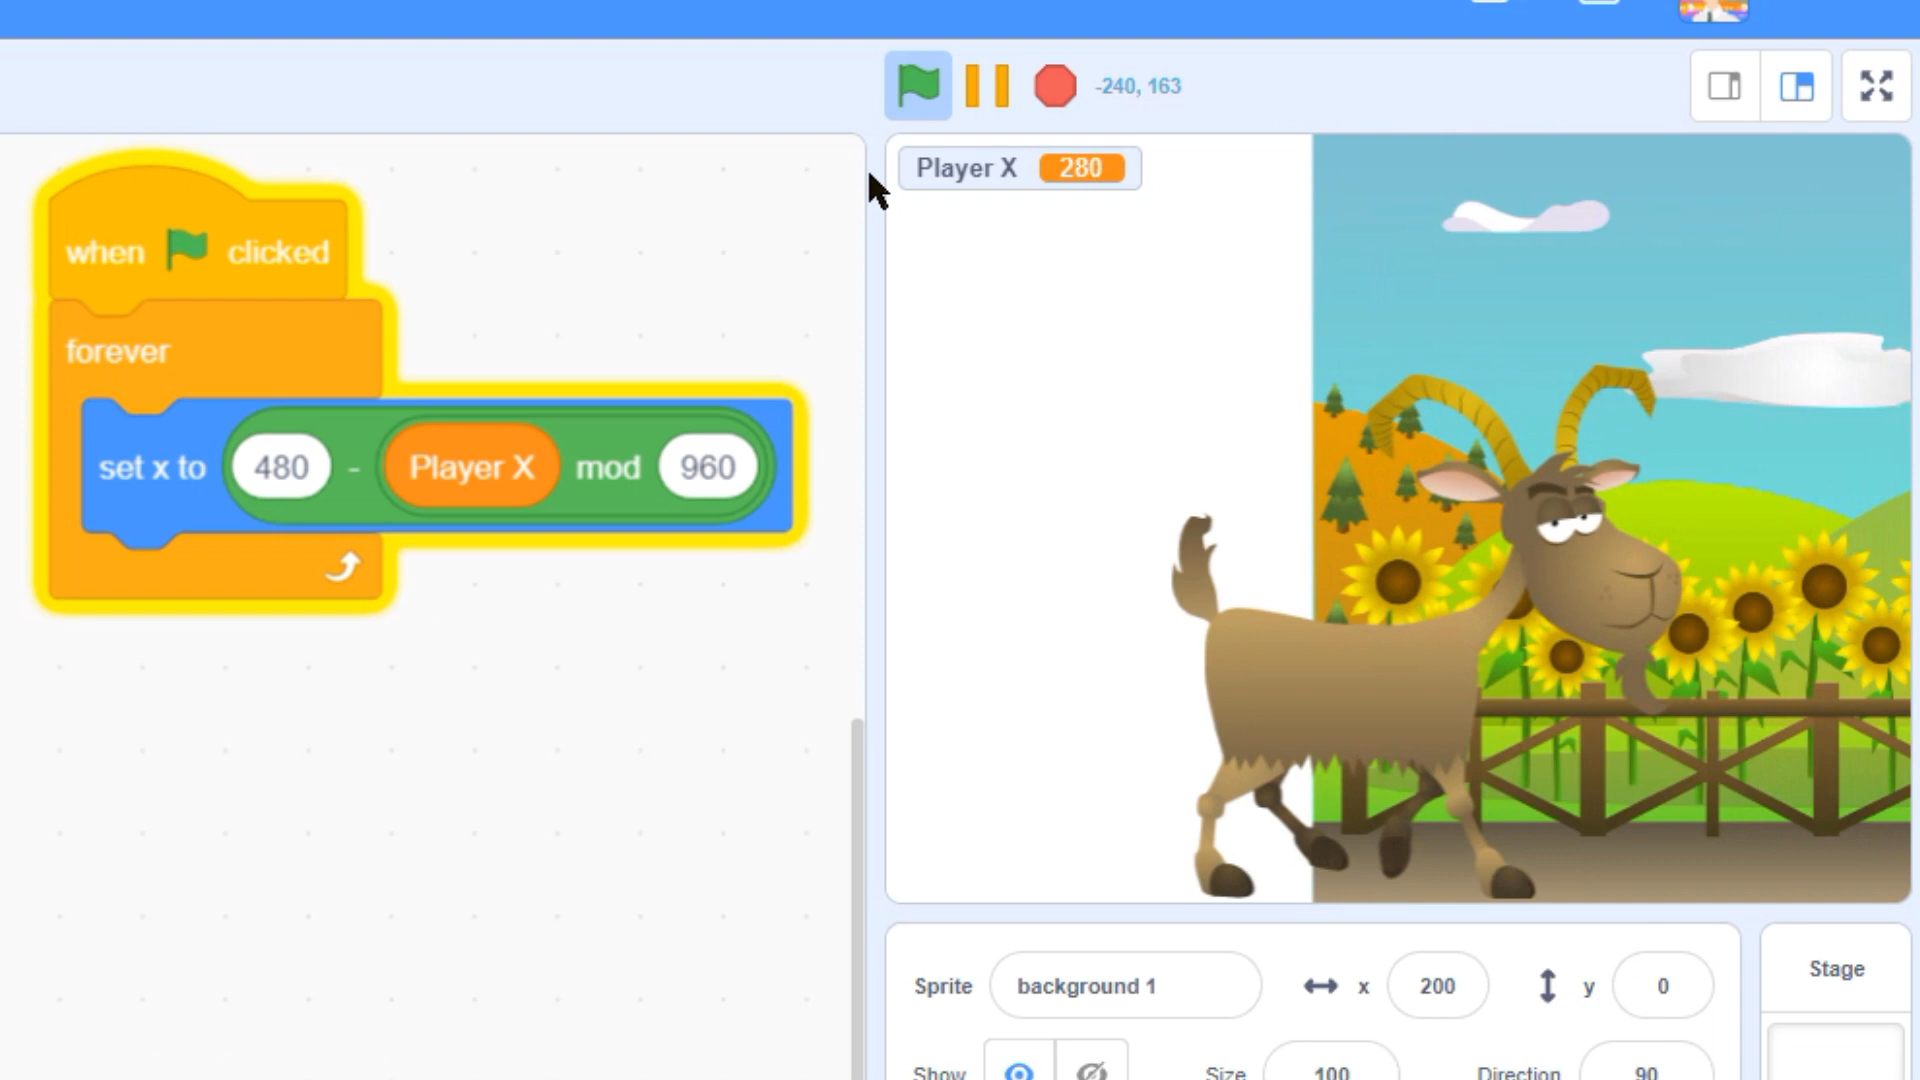 -240, 163
Player X 280
when clicked
forever
set x to 480 - Player X mod 960
Sprite background 1 x 200 y 0
Stage
Show Size 100 Direction 90